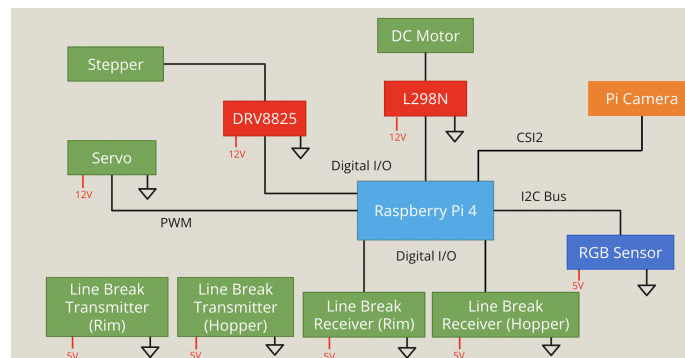 DC Motor
Stepper
L298N
Pi Camera
DRV8825
12V
CSI2
12V
Digital I/O
Servo
12V
Raspberry Pi 4
I2C Bus
PWM
Digital I/O
RGB Sensor
5V
Line Break
Transmitter
(Rim)
5V
Line Break
Transmitter
(Hopper)
5V
Line Break
Receiver (Rim)
5V
Line Break
Receiver (Hopper)
5V